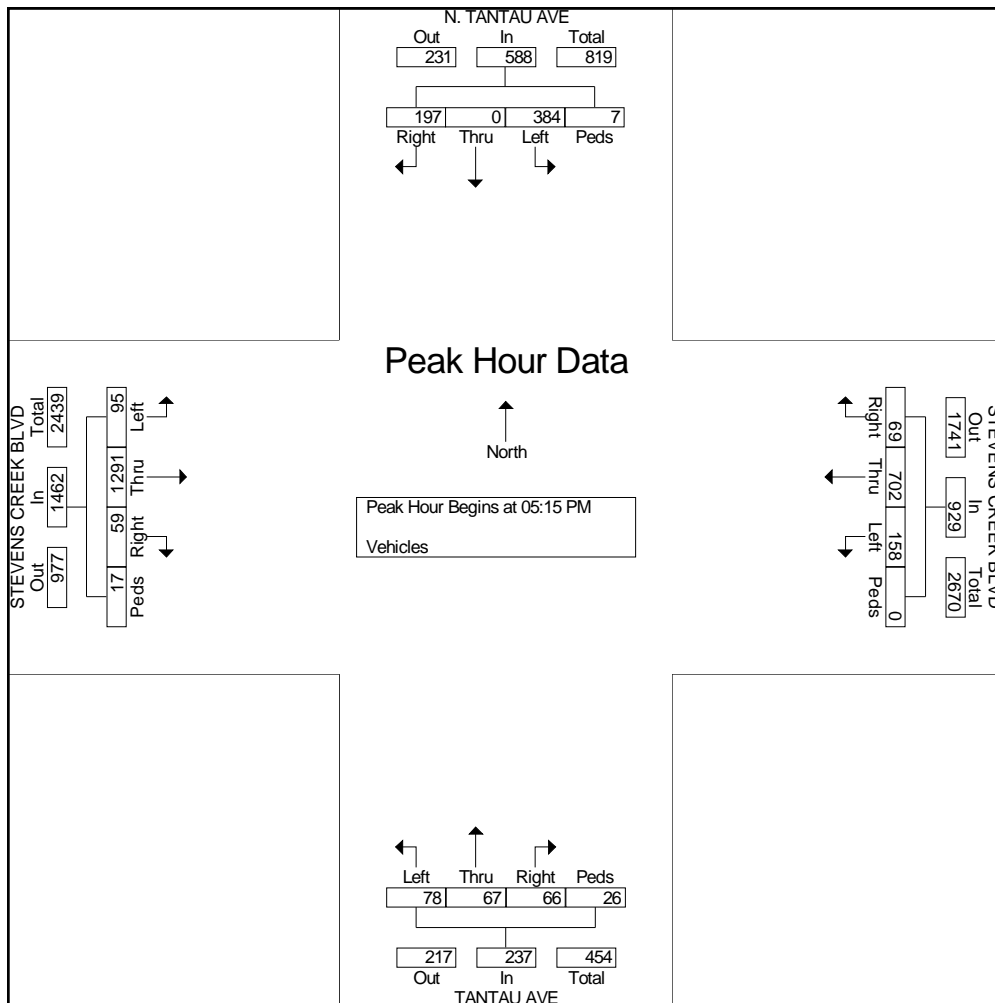 N. TANTAU AVE
Out In Total
231 588 819
197 0 384 7
Right Thru Left Peds
Peak Hour Data
North
Peak Hour Begins at 05:15 PM
Vehicles
STEVENS CREEK BLVD
Total In Out
2439 1462 977
95 1291 59 17
Left Thru Right Peds
STEVENS CREEK BLVD
Out In Total
1741 929 2670
69 702 158 0
Right Thru Left Peds
Left Thru Right Peds
78 67 66 26
217 237 454
Out In Total
TANTAU AVE